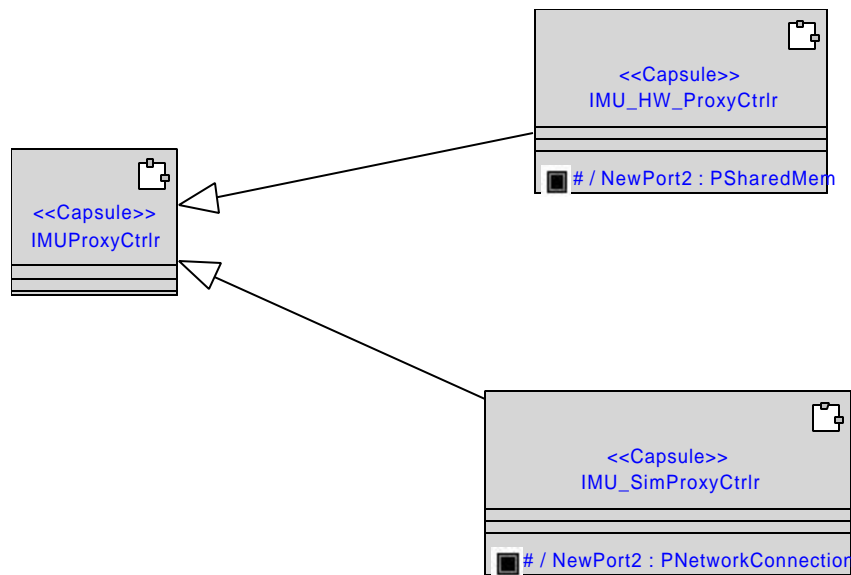 <<Capsule>>
IMU_HW_ProxyCtrlr
# / NewPort2 : PSharedMem
<<Capsule>>
IMUProxyCtrlr
<<Capsule>>
IMU_SimProxyCtrlr
# / NewPort2 : PNetworkConnection